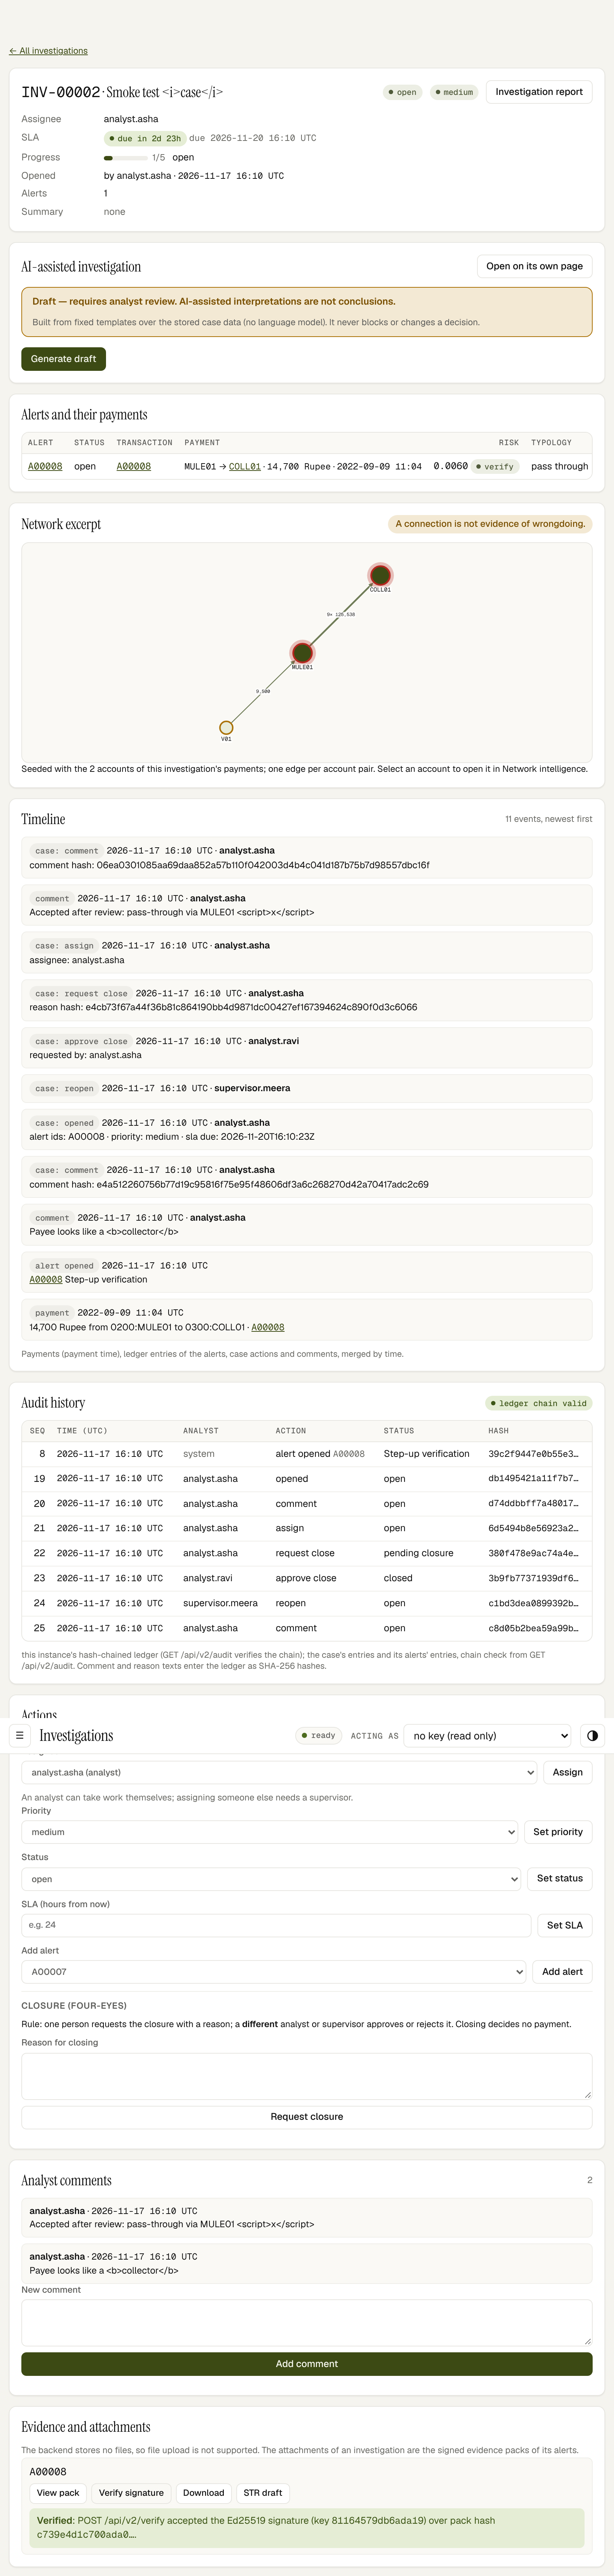 ← All investigations
INV-00002 · Smoke test <i>case</i>
open
medium
Investigation report
Assignee analyst.asha
SLA due in 2d 23h due 2026-11-20 16:10 UTC
Progress 1/5 open
Opened by analyst.asha · 2026-11-17 16:10 UTC
Alerts 1
Summary none
AI-assisted investigation
Open on its own page
Draft — requires analyst review. AI-assisted interpretations are not conclusions.
Built from fixed templates over the stored case data (no language model). It never blocks or changes a decision.
Generate draft
Alerts and their payments
ALERT STATUS TRANSACTION PAYMENT RISK TYPOLOGY
A00008 open A00008 MULE01 → COLL01 · 14,700 Rupee · 2022-09-09 11:04 0.0060 verify pass through
Network excerpt
A connection is not evidence of wrongdoing.
COLL01
MULE01
9,900
V01
Seeded with the 2 accounts of this investigation's payments; one edge per account pair. Select an account to open it in Network intelligence.
Timeline
11 events, newest first
case: comment 2026-11-17 16:10 UTC · analyst.asha
comment hash: 06ea0301085aa69daa852a57b110f042003d4b4c041d187b75b7d98557dbc16f
comment 2026-11-17 16:10 UTC · analyst.asha
Accepted after review: pass-through via MULE01 <script>x</script>
case: assign 2026-11-17 16:10 UTC · analyst.asha
assignee: analyst.asha
case: request close 2026-11-17 16:10 UTC · analyst.asha
reason hash: e4cb73f67a44f36b81c864190bb4d9871dc00427ef167394624c890f0d3c6066
case: approve close 2026-11-17 16:10 UTC · analyst.ravi
requested by: analyst.asha
case: reopen 2026-11-17 16:10 UTC · supervisor.meera
case: opened 2026-11-17 16:10 UTC · analyst.asha
alert ids: A00008 · priority: medium · sla due: 2026-11-20T16:10:23Z
case: comment 2026-11-17 16:10 UTC · analyst.asha
comment hash: e4a512260756b77d19c95816f75e95f48606df3a6c268270d42a70417adc2c69
comment 2026-11-17 16:10 UTC · analyst.asha
Payee looks like a <b>collector</b>
alert opened 2026-11-17 16:10 UTC
A00008 Step-up verification
payment 2022-09-09 11:04 UTC
14,700 Rupee from 0200:MULE01 to 0300:COLL01 · A00008
Payments (payment time), ledger entries of the alerts, case actions and comments, merged by time.
Audit history
ledger chain valid
SEQ TIME (UTC) ANALYST ACTION STATUS HASH
8 2026-11-17 16:10 UTC system alert opened A00008 Step-up verification 39c2f9447e0b55e3…
19 2026-11-17 16:10 UTC analyst.asha opened open db1495421a11f7b7…
20 2026-11-17 16:10 UTC analyst.asha comment open d74ddbbff7a48017…
21 2026-11-17 16:10 UTC analyst.asha assign open 6d5494b8e56923a2…
22 2026-11-17 16:10 UTC analyst.asha request close pending closure 380f478e9ac74a4e…
23 2026-11-17 16:10 UTC analyst.ravi approve close closed 3b9fb77371939df6…
24 2026-11-17 16:10 UTC supervisor.meera reopen open c1bd3dea0899392b…
25 2026-11-17 16:10 UTC analyst.asha comment open c8d05b2bea59a99b…
this instance's hash-chained ledger (GET /api/v2/audit verifies the chain); the case's entries and its alerts' entries, chain check from GET
/api/v2/audit. Comment and reason texts enter the ledger as SHA-256 hashes.
Actions
☰ Investigations
ready
ACTING AS
no key (read only)
analyst.asha (analyst)
Assign
An analyst can take work themselves; assigning someone else needs a supervisor.
Priority
medium
Set priority
Status
open
Set status
SLA (hours from now)
e.g. 24
Set SLA
Add alert
A00007
Add alert
CLOSURE (FOUR-EYES)
Rule: one person requests the closure with a reason; a different analyst or supervisor approves or rejects it. Closing decides no payment.
Reason for closing
Request closure
Analyst comments
2
analyst.asha · 2026-11-17 16:10 UTC
Accepted after review: pass-through via MULE01 <script>x</script>
analyst.asha · 2026-11-17 16:10 UTC
Payee looks like a <b>collector</b>
New comment
Add comment
Evidence and attachments
The backend stores no files, so file upload is not supported. The attachments of an investigation are the signed evidence packs of its alerts.
A00008
View pack
Verify signature
Download
STR draft
Verified: POST /api/v2/verify accepted the Ed25519 signature (key 81164579db6ada19) over pack hash
c739e4d1c700ada0…